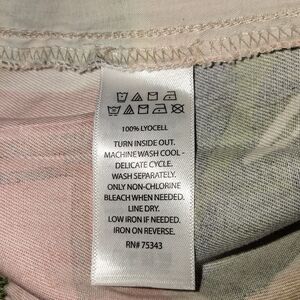 100% LYOCELL
TURN INSIDE OUT.
MACHINE WASH COOL -
DELICATE CYCLE.
WASH SEPARATELY.
ONLY NON-CHLORINE
BLEACH WHEN NEEDED.
LINE DRY.
LOW IRON IF NEEDED.
IRON ON REVERSE.
RN# 75343